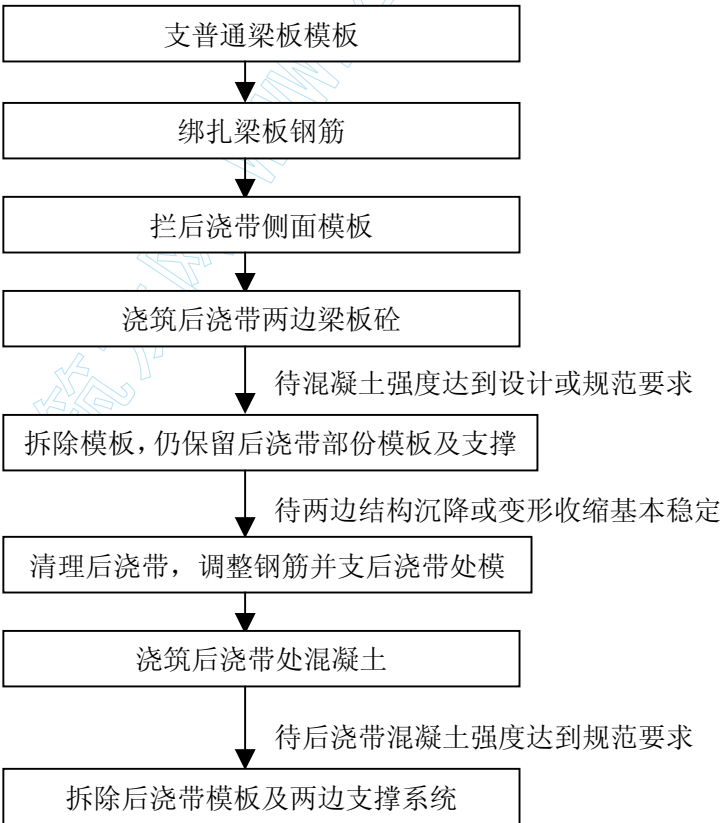 支普通梁板模板
绑扎梁板钢筋
拦后浇带侧面模板
浇筑后浇带两边梁板砼
待混凝土强度达到设计或规范要求
拆除模板，仍保留后浇带部份模板及支撑
待两边结构沉降或变形收缩基本稳定
清理后浇带，调整钢筋并支后浇带处模
浇筑后浇带处混凝土
待后浇带混凝土强度达到规范要求
拆除后浇带模板及两边支撑系统